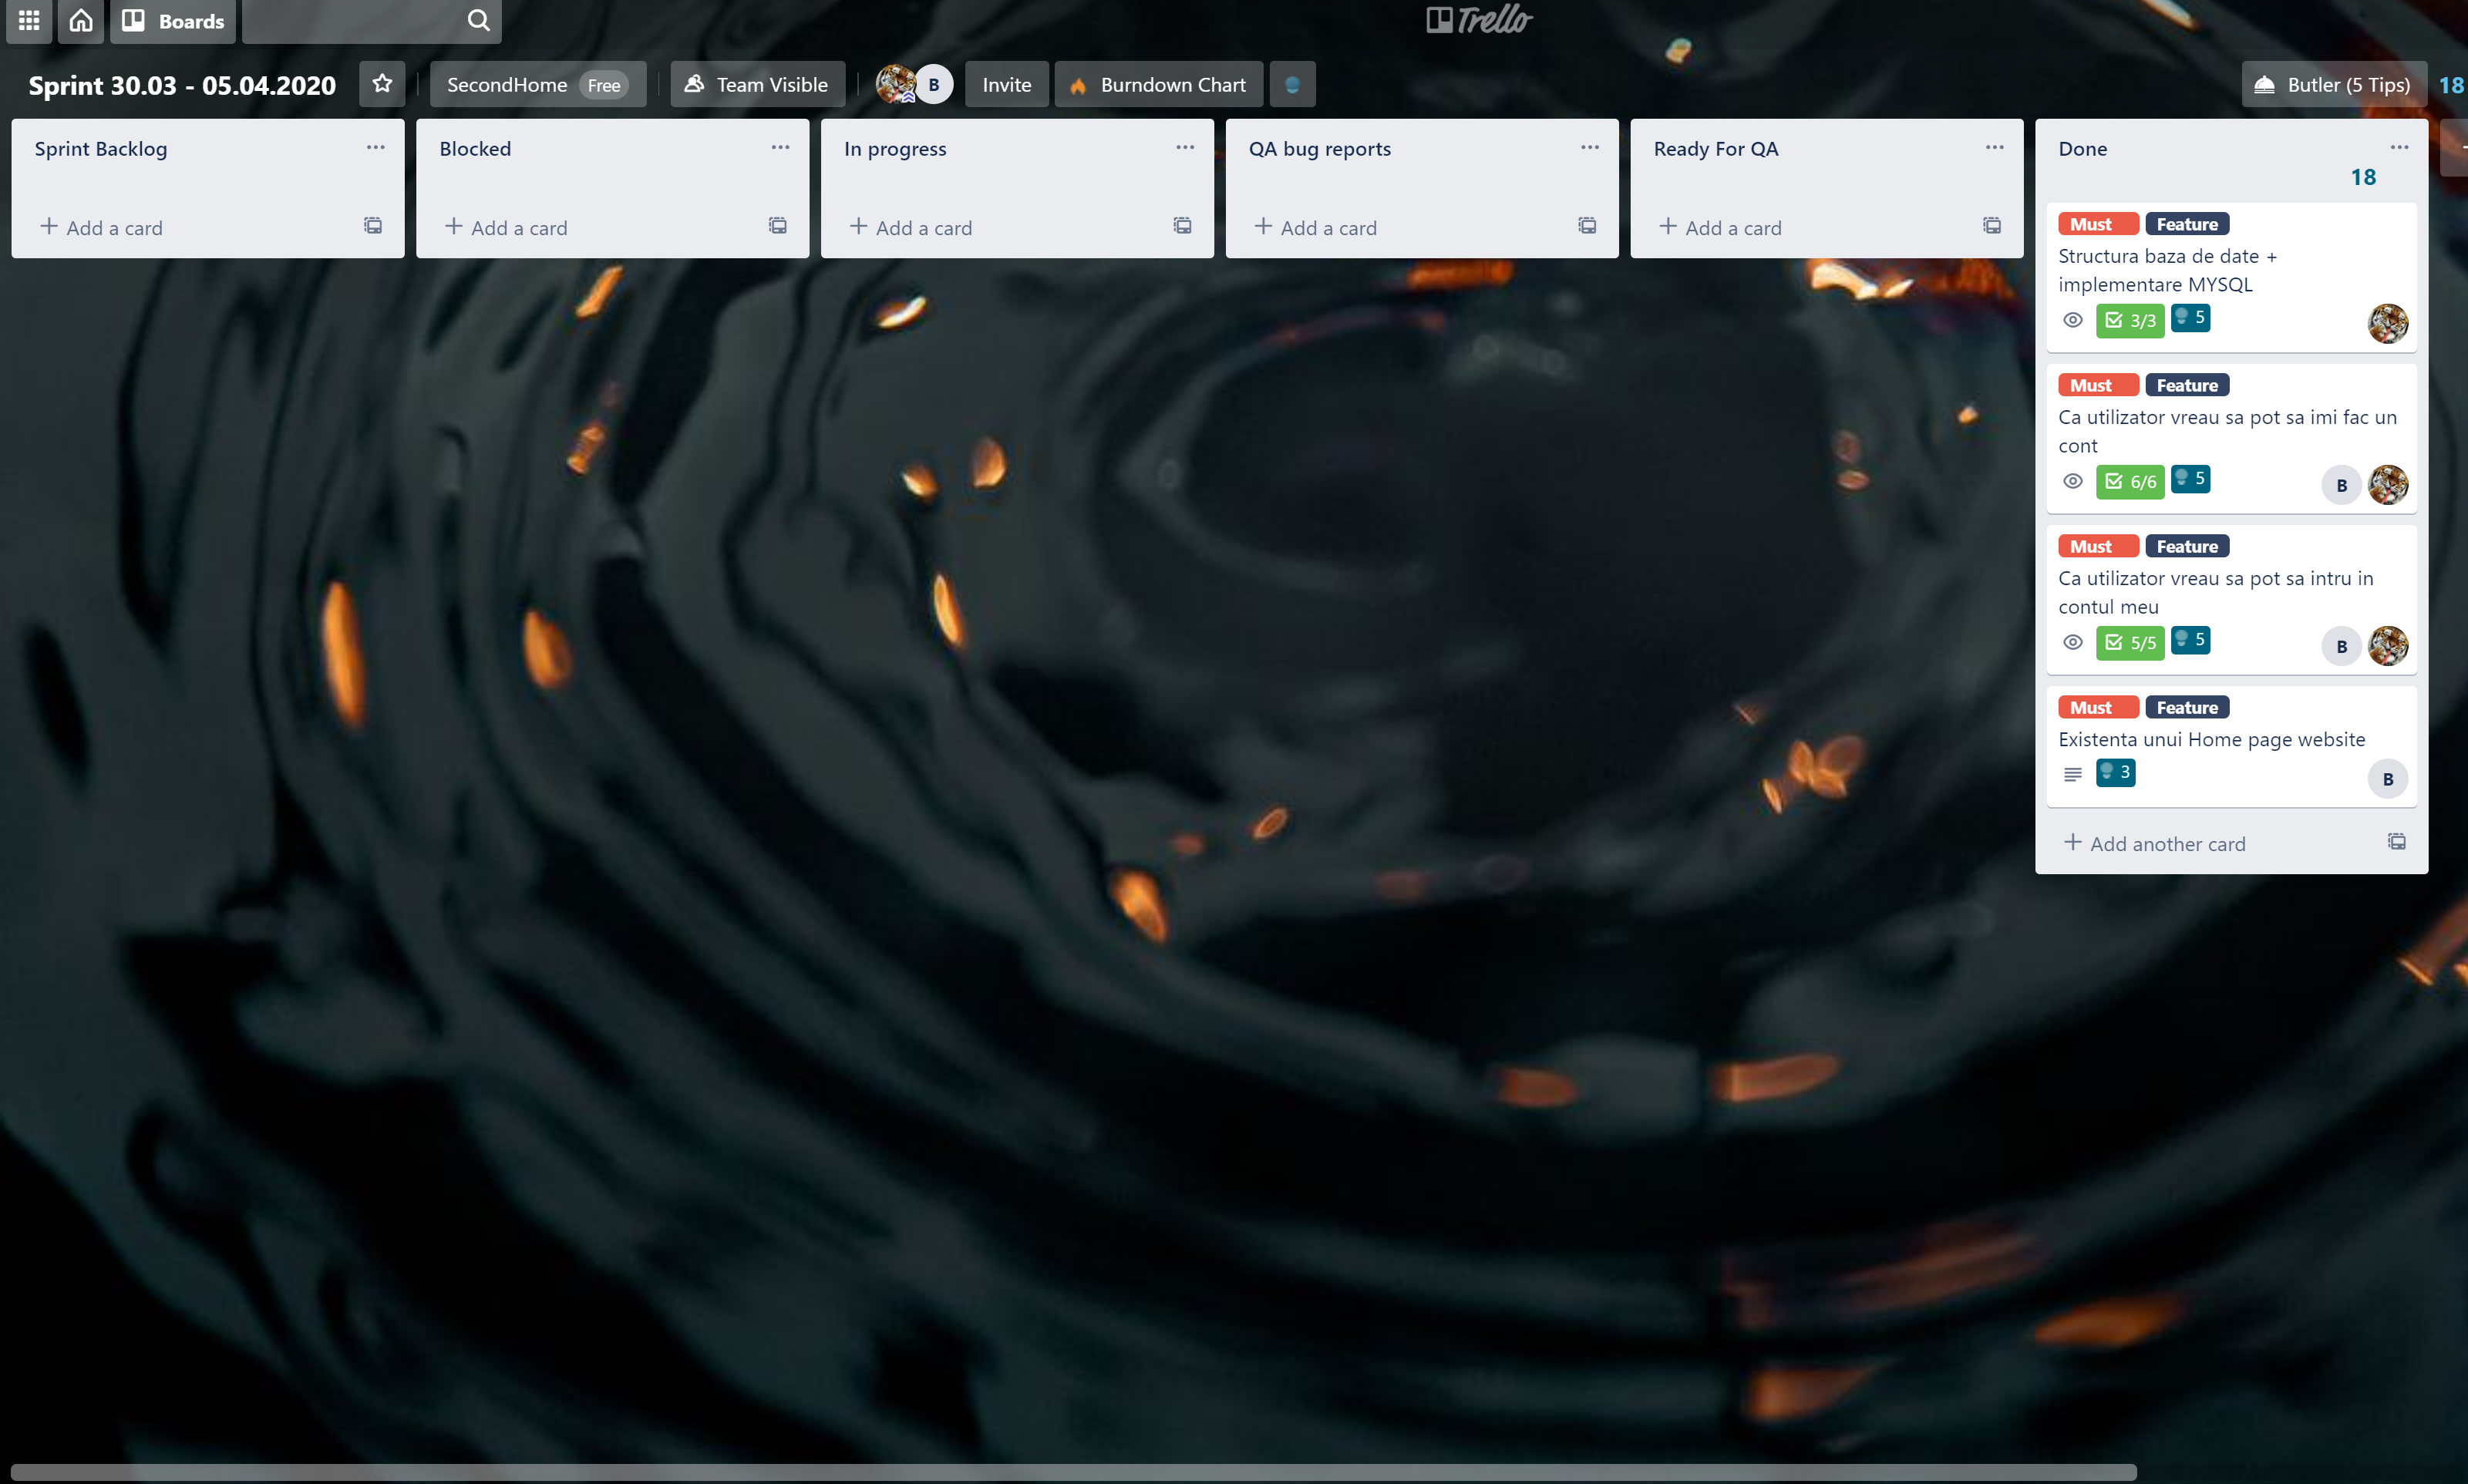 Boards
Trello
Sprint 30.03 - 05.04.2020
SecondHome Free
Team Visible
B
Invite
Burndown Chart
Butler (5 Tips)
18
Sprint Backlog
Add a card
Blocked
Add a card
In progress
Add a card
QA bug reports
Add a card
Ready For QA
Add a card
Done
18
Must Feature
Structura baza de date +
implementare MYSQL
3/3 5
Must Feature
Ca utilizator vreau sa pot sa imi fac un
cont
6/6 5 B
Must Feature
Ca utilizator vreau sa pot sa intru in
contul meu
5/5 5 B
Must Feature
Existenta unui Home page website
3 B
Add another card